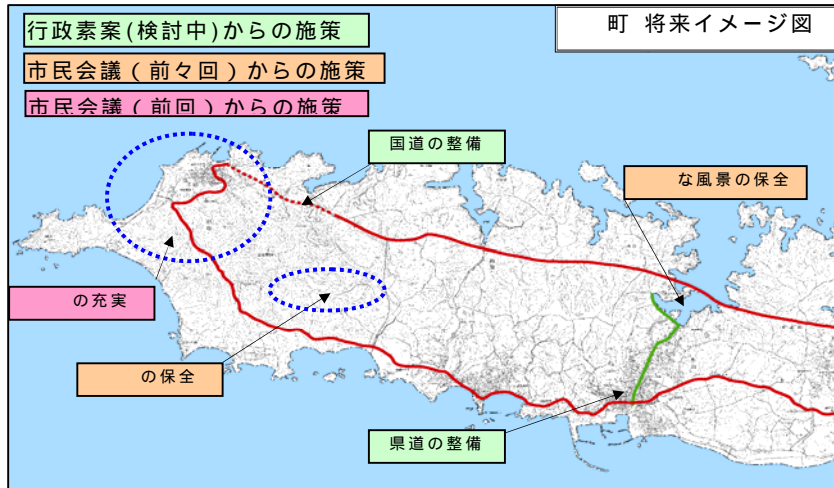 町 将来イメージ図
行政素案(検討中)からの施策
市民会議（前々回）からの施策
市民会議（前回）からの施策
国道の整備
な風景の保全
の充実
の保全
県道の整備